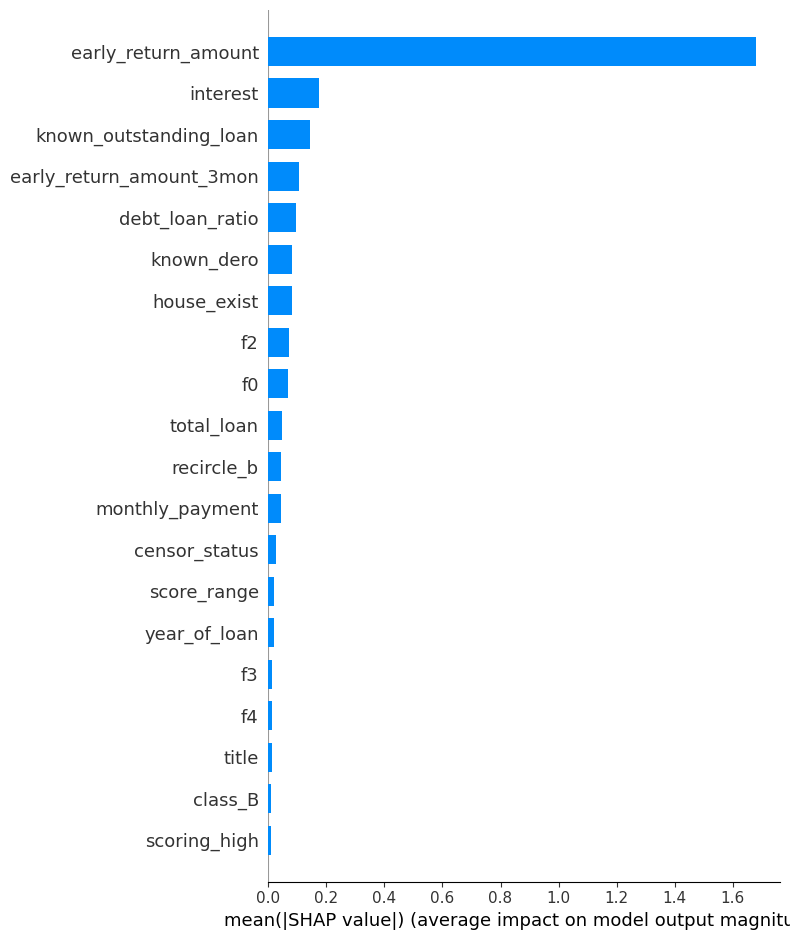 early_return_amount
interest
known_outstanding_loan
early_return_amount_3mon
debt_loan_ratio
known_dero
house_exist
f2
f0
total_loan
recircle_b
monthly_payment
censor_status
score_range
year_of_loan
f3
f4
title
class_B
scoring_high
0.0 0.2 0.4 0.6 0.8 1.0 1.2 1.4 1.6
mean(|SHAP value|) (average impact on model output magnitu